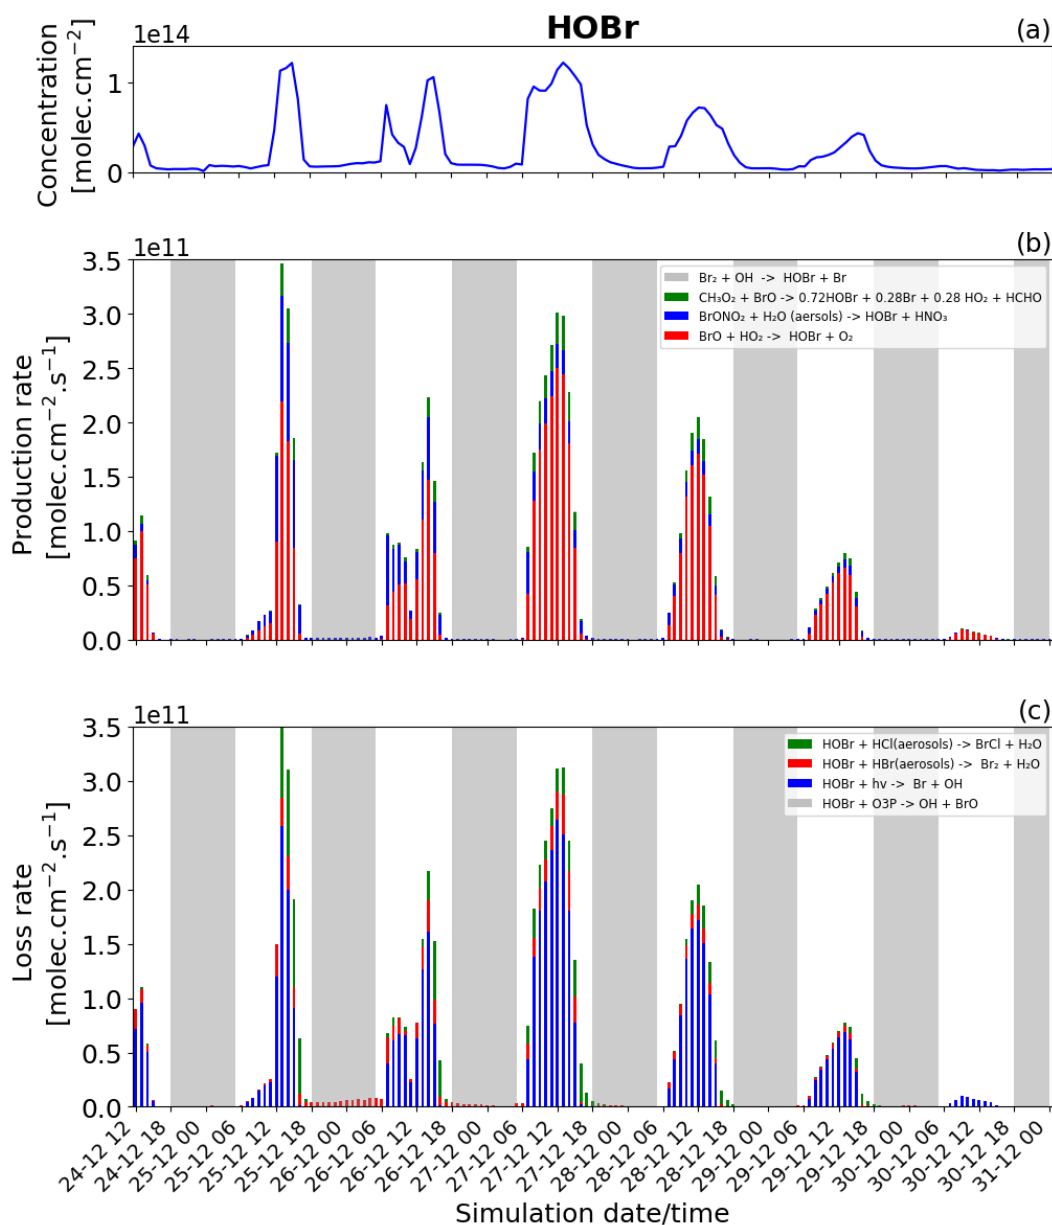 HOBr
(a)
1e14
Concentration
[molec.cm⁻²]
1
0
(b)
1e11
Production rate
[molec.cm⁻².s⁻¹]
3.5
3.0
2.5
2.0
1.5
1.0
0.5
0.0
Br₂ + OH -> HOBr + Br
CH₃O₂ + BrO -> 0.72HOBr + 0.28Br + 0.28 HO₂ + HCHO
BrONO₂ + H₂O (aersols) -> HOBr + HNO₃
BrO + HO₂ -> HOBr + O₂
(c)
1e11
Loss rate
[molec.cm⁻².s⁻¹]
3.5
3.0
2.5
2.0
1.5
1.0
0.5
0.0
HOBr + HCl(aerosols) -> BrCl + H₂O
HOBr + HBr(aerosols) -> Br₂ + H₂O
HOBr + hv -> Br + OH
HOBr + O3P -> OH + BrO
24-12 12
24-12 18
25-12 00
25-12 06
25-12 12
25-12 18
26-12 00
26-12 06
26-12 12
26-12 18
27-12 00
27-12 06
27-12 12
27-12 18
28-12 00
28-12 06
28-12 12
28-12 18
29-12 00
29-12 06
29-12 12
29-12 18
30-12 00
30-12 06
30-12 12
30-12 18
31-12 00
Simulation date/time